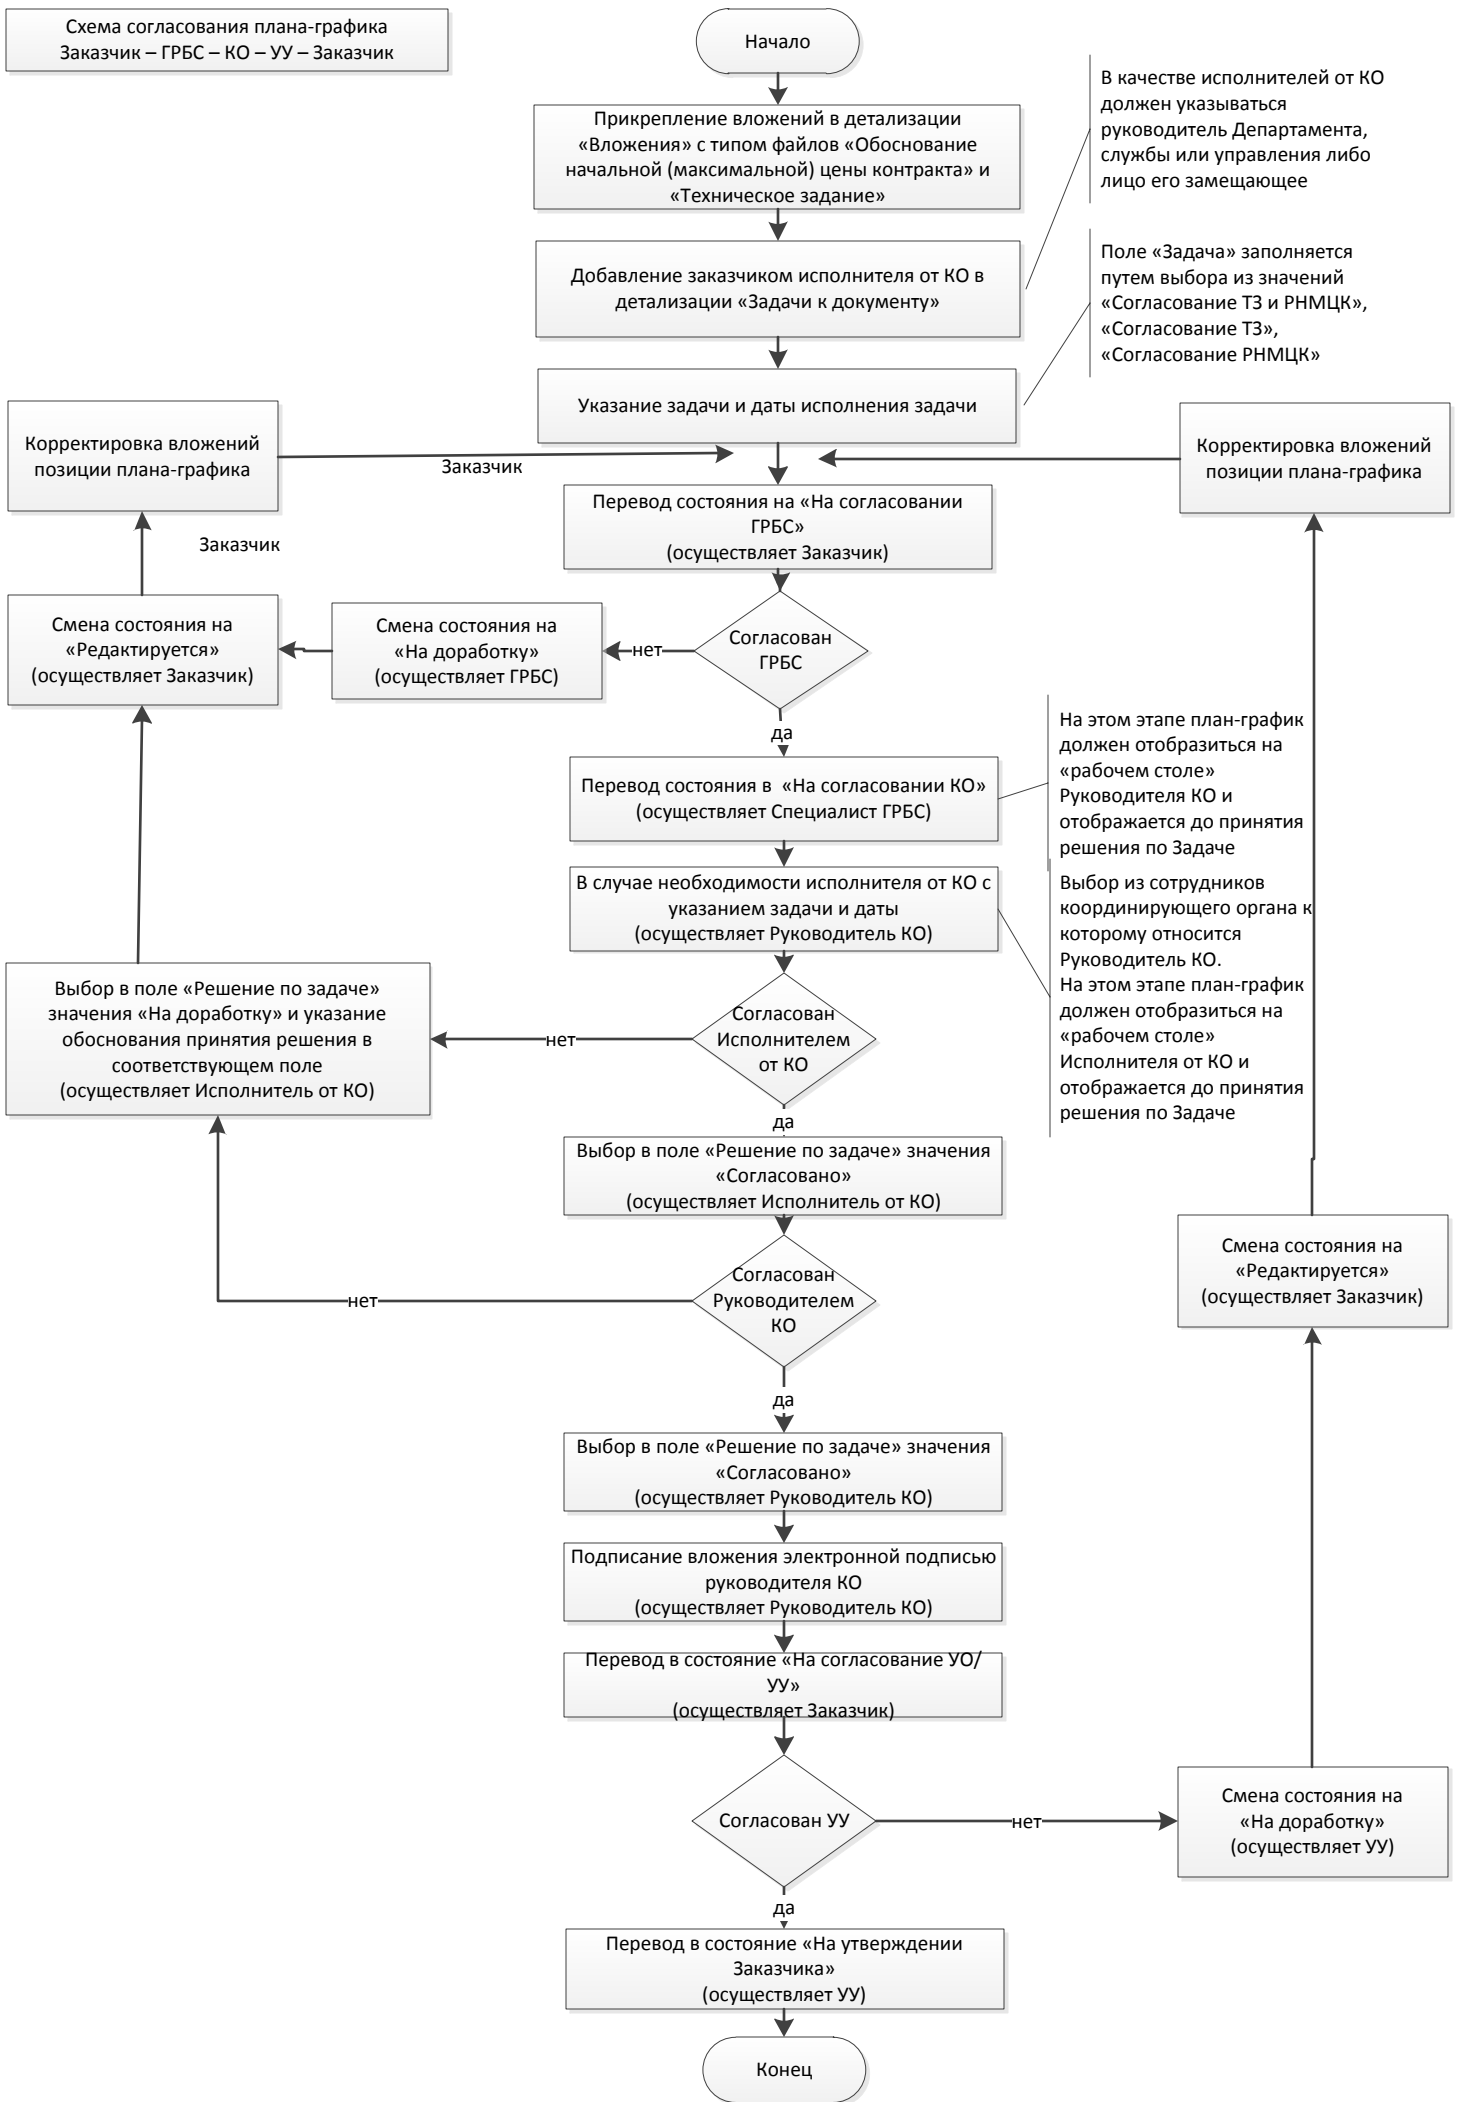 Схема согласования плана-графика
Заказчик – ГРБС – КО – УУ – Заказчик
Начало
Прикрепление вложений в детализации
«Вложения» с типом файлов «Обоснование
начальной (максимальной) цены контракта» и
«Техническое задание»
В качестве исполнителей от КО
должен указываться
руководитель Департамента,
службы или управления либо
лицо его замещающее
Добавление заказчиком исполнителя от КО в
детализации «Задачи к документу»
Поле «Задача» заполняется
путем выбора из значений
«Согласование ТЗ и РНМЦК»,
«Согласование ТЗ»,
«Согласование РНМЦК»
Указание задачи и даты исполнения задачи
Корректировка вложений
позиции плана-графика
Заказчик
Корректировка вложений
позиции плана-графика
Перевод состояния на «На согласовании
ГРБС»
(осуществляет Заказчик)
Заказчик
Смена состояния на
«Редактируется»
(осуществляет Заказчик)
Смена состояния на
«На доработку»
(осуществляет ГРБС)
нет
Согласован
ГРБС
да
Перевод состояния в «На согласовании КО»
(осуществляет Специалист ГРБС)
На этом этапе план-график
должен отобразиться на
«рабочем столе»
Руководителя КО и
отображается до принятия
решения по Задаче
В случае необходимости исполнителя от КО с
указанием задачи и даты
(осуществляет Руководитель КО)
Выбор из сотрудников
координирующего органа к
которому относится
Руководитель КО.
На этом этапе план-график
должен отобразиться на
«рабочем столе»
Исполнителя от КО и
отображается до принятия
решения по Задаче
Выбор в поле «Решение по задаче»
значения «На доработку» и указание
обоснования принятия решения в
соответствующем поле
(осуществляет Исполнитель от КО)
нет
Согласован
Исполнителем
от КО
да
Выбор в поле «Решение по задаче» значения
«Согласовано»
(осуществляет Исполнитель от КО)
Смена состояния на
«Редактируется»
(осуществляет Заказчик)
нет
Согласован
Руководителем
КО
да
Выбор в поле «Решение по задаче» значения
«Согласовано»
(осуществляет Руководитель КО)
Подписание вложения электронной подписью
руководителя КО
(осуществляет Руководитель КО)
Перевод в состояние «На согласование УО/
УУ»
(осуществляет Заказчик)
Согласован УУ
нет
Смена состояния на
«На доработку»
(осуществляет УУ)
да
Перевод в состояние «На утверждении
Заказчика»
(осуществляет УУ)
Конец